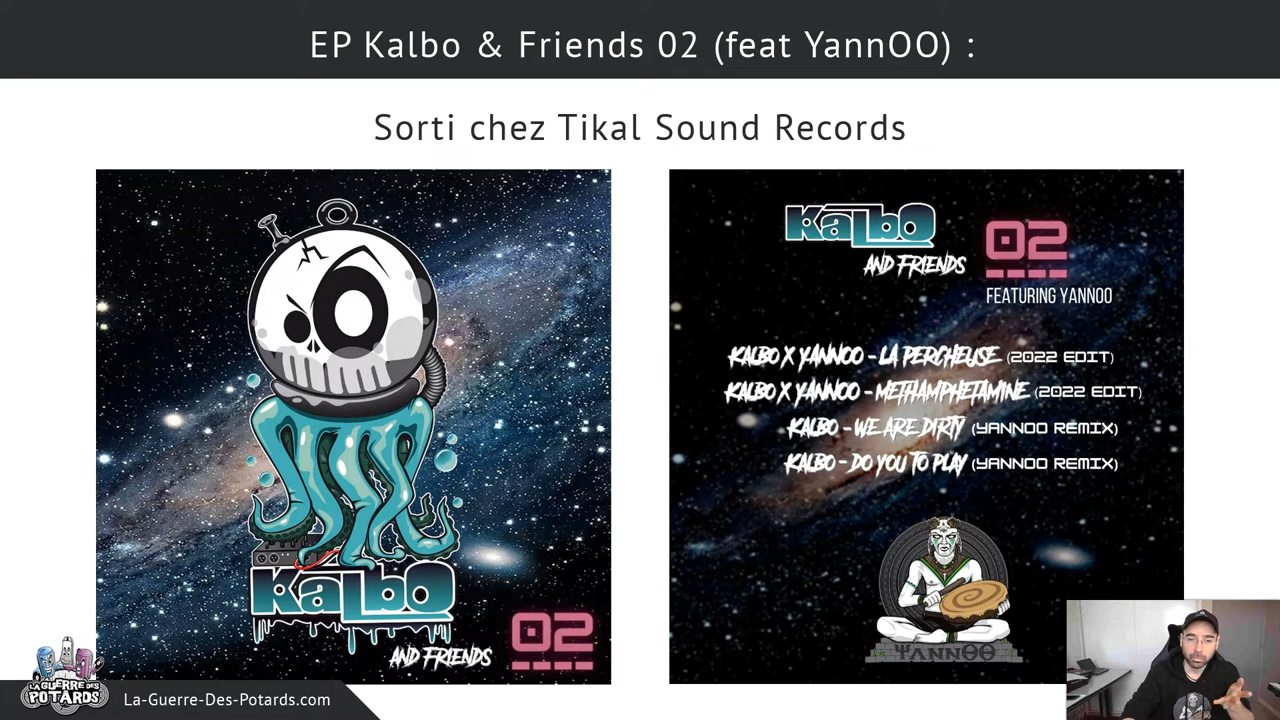 EP Kalbo & Friends 02 (feat YannOO) :
Sorti chez Tikal Sound Records
KalbO
AND FRIENDS
02
KalbO
AND FRIENDS
02
FEATURING YANNOO
KALBO X YANNOO - LA PERCHEUSE (2022 EDIT)
KALBO X YANNOO - METHAMPHETAMINE (2022 EDIT)
KALBO - WE ARE DIRTY (YANNOO REMIX)
KALBO - DO YOU TO PLAY (YANNOO REMIX)
YANNOO
LA GUERRE DES
POTARDS
La-Guerre-Des-Potards.com